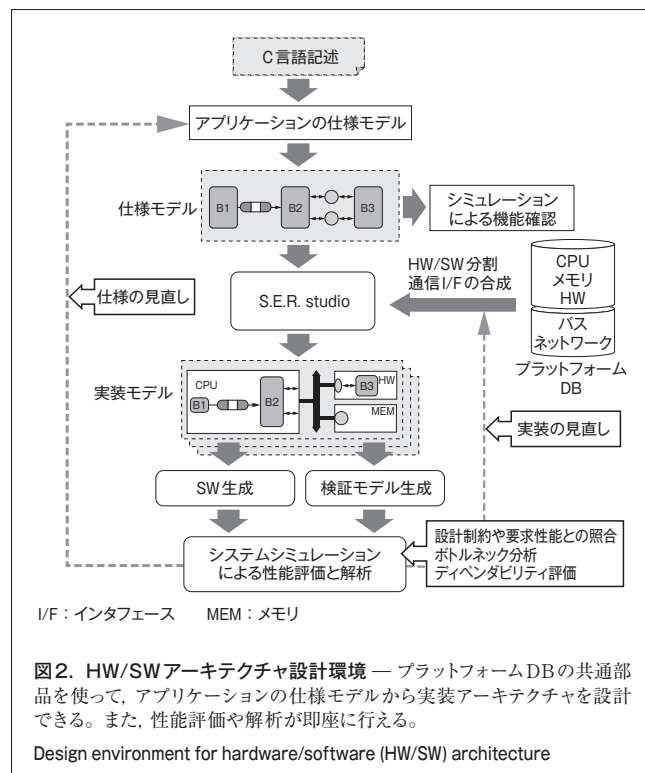 C言語記述
アプリケーションの仕様モデル
仕様モデル
B1
B2
B3
シミュレーション
による機能確認
仕様の見直し
S.E.R. studio
HW/SW分割
通信I/Fの合成
CPU
メモリ
HW
バス
ネットワーク
プラットフォーム
DB
実装モデル
CPU
B1
B2
HW
B3
MEM
実装の見直し
SW生成
検証モデル生成
システムシミュレーション
による性能評価と解析
設計制約や要求性能との照合
ボトルネック分析
ディペンダビリティ評価
I/F：インタフェース　MEM：メモリ
図2．HW/SWアーキテクチャ設計環境 — プラットフォームDBの共通部
品を使って，アプリケーションの仕様モデルから実装アーキテクチャを設計
できる。また，性能評価や解析が即座に行える。
Design environment for hardware/software (HW/SW) architecture